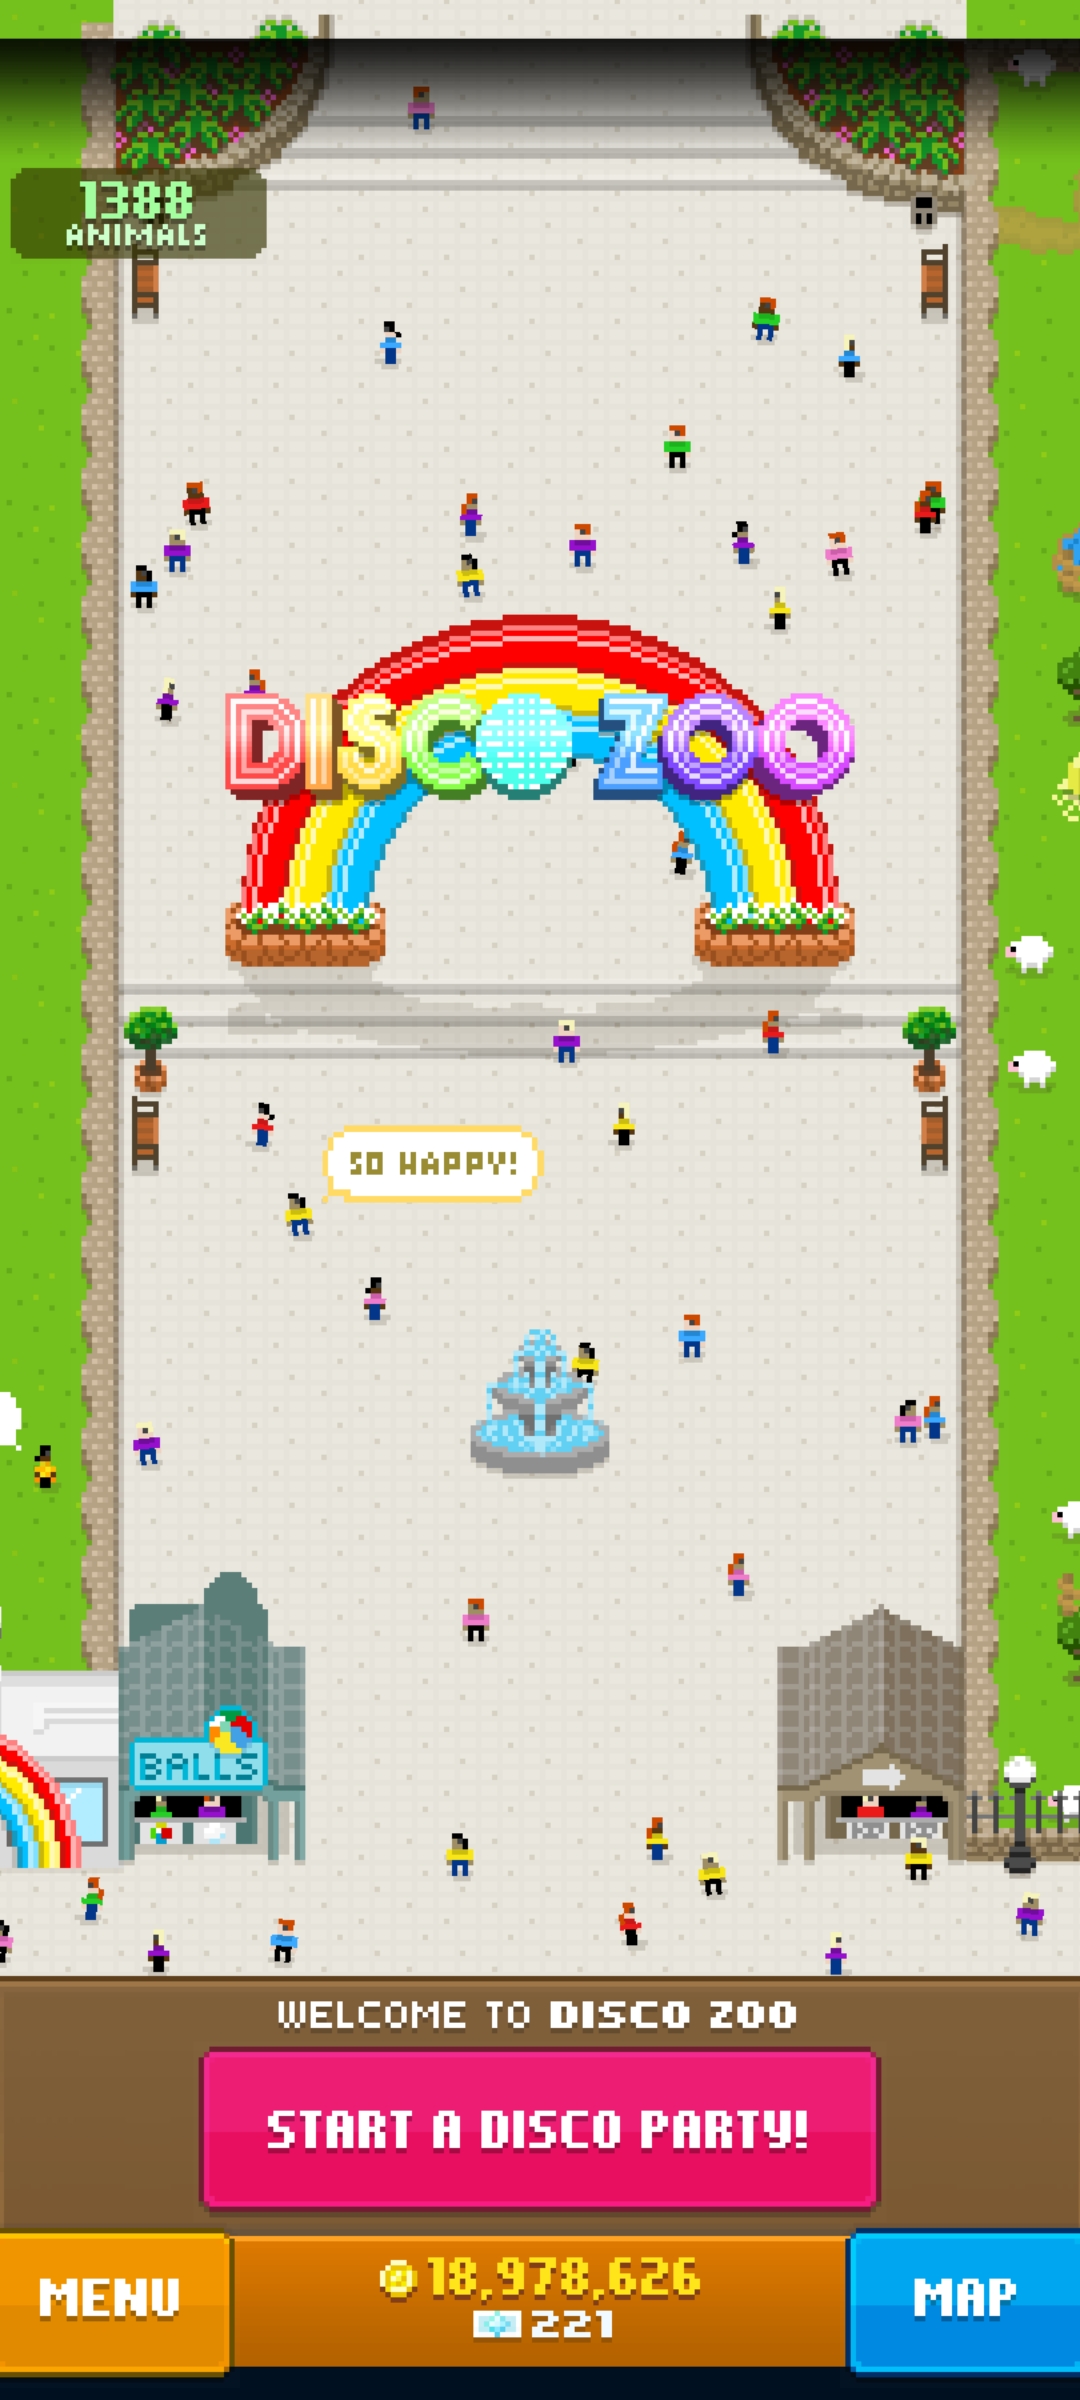 1388
ANIMALS
DISCO ZOO
SO HAPPY!
BALLS
WELCOME TO DISCO ZOO
START A DISCO PARTY!
MENU
18,978,626
221
MAP